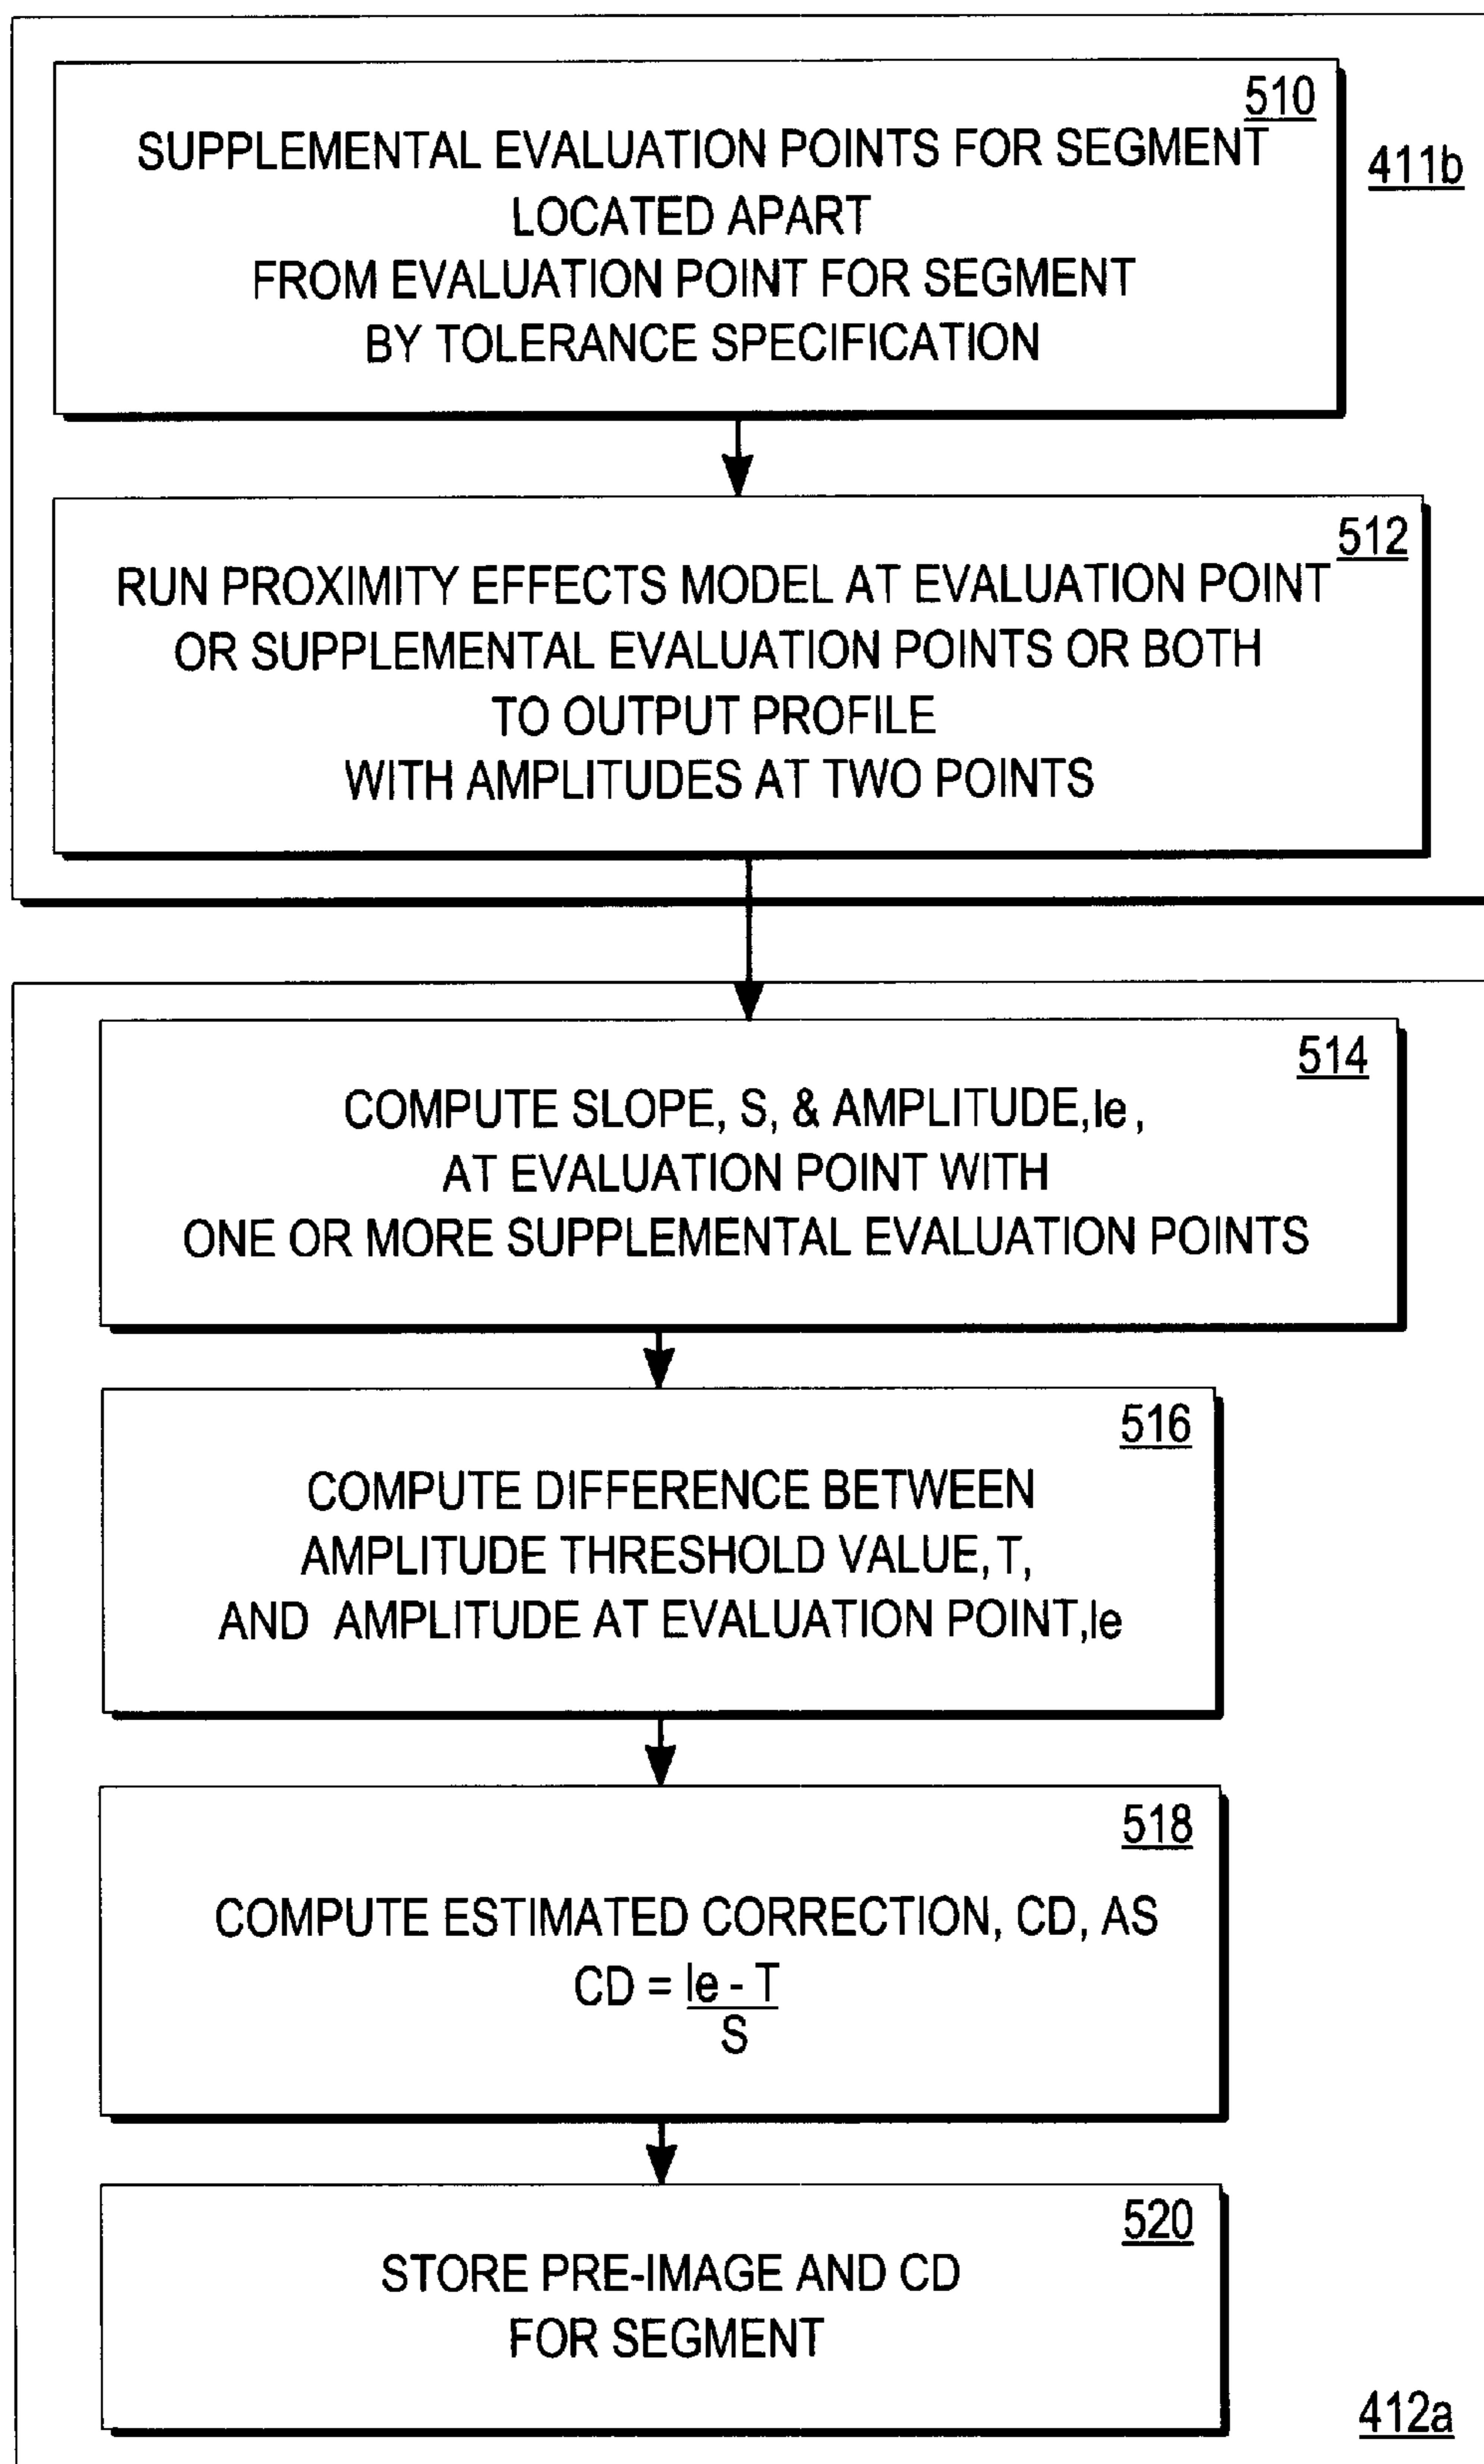 510
SUPPLEMENTAL EVALUATION POINTS FOR SEGMENT
LOCATED APART
FROM EVALUATION POINT FOR SEGMENT
BY TOLERANCE SPECIFICATION
411b
512
RUN PROXIMITY EFFECTS MODEL AT EVALUATION POINT
OR SUPPLEMENTAL EVALUATION POINTS OR BOTH
TO OUTPUT PROFILE
WITH AMPLITUDES AT TWO POINTS
514
COMPUTE SLOPE, S, & AMPLITUDE,Ie,
AT EVALUATION POINT WITH
ONE OR MORE SUPPLEMENTAL EVALUATION POINTS
516
COMPUTE DIFFERENCE BETWEEN
AMPLITUDE THRESHOLD VALUE,T,
AND AMPLITUDE AT EVALUATION POINT,Ie
518
COMPUTE ESTIMATED CORRECTION, CD, AS
CD = Ie - T
S
520
STORE PRE-IMAGE AND CD
FOR SEGMENT
412a